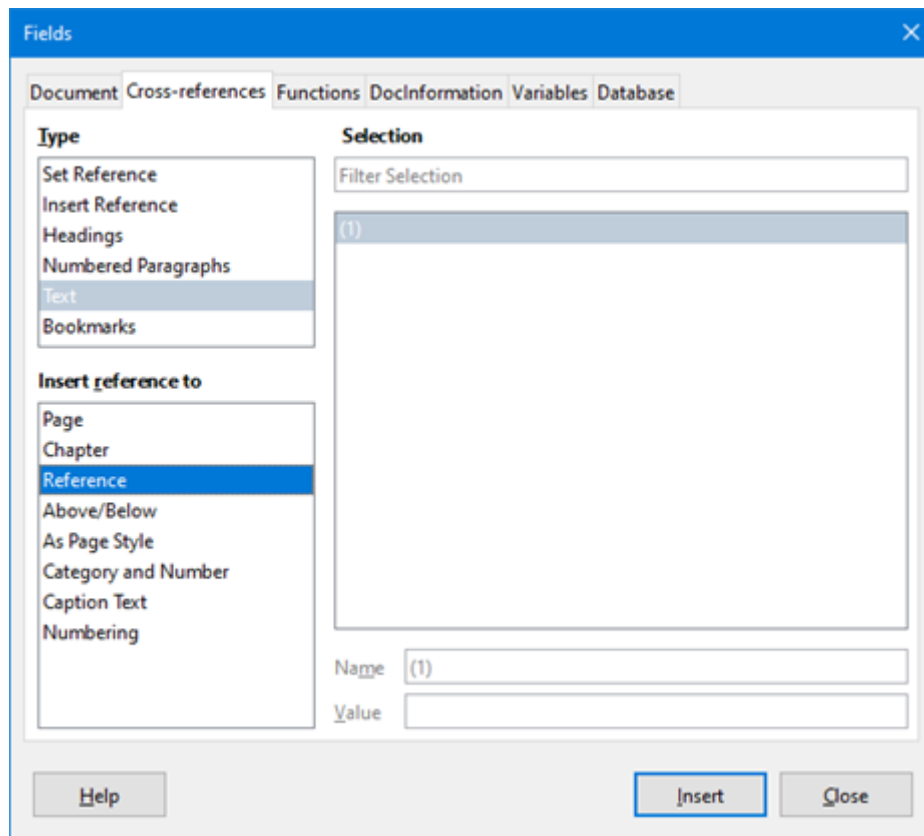 Fields
Document Cross-references Functions DocInformation Variables Database
Type
Set Reference
Insert Reference
Headings
Numbered Paragraphs
Text
Bookmarks
Insert reference to
Page
Chapter
Reference
Above/Below
As Page Style
Category and Number
Caption Text
Numbering
Selection
Filter Selection
(1)
Name (1)
Value
Help Insert Close